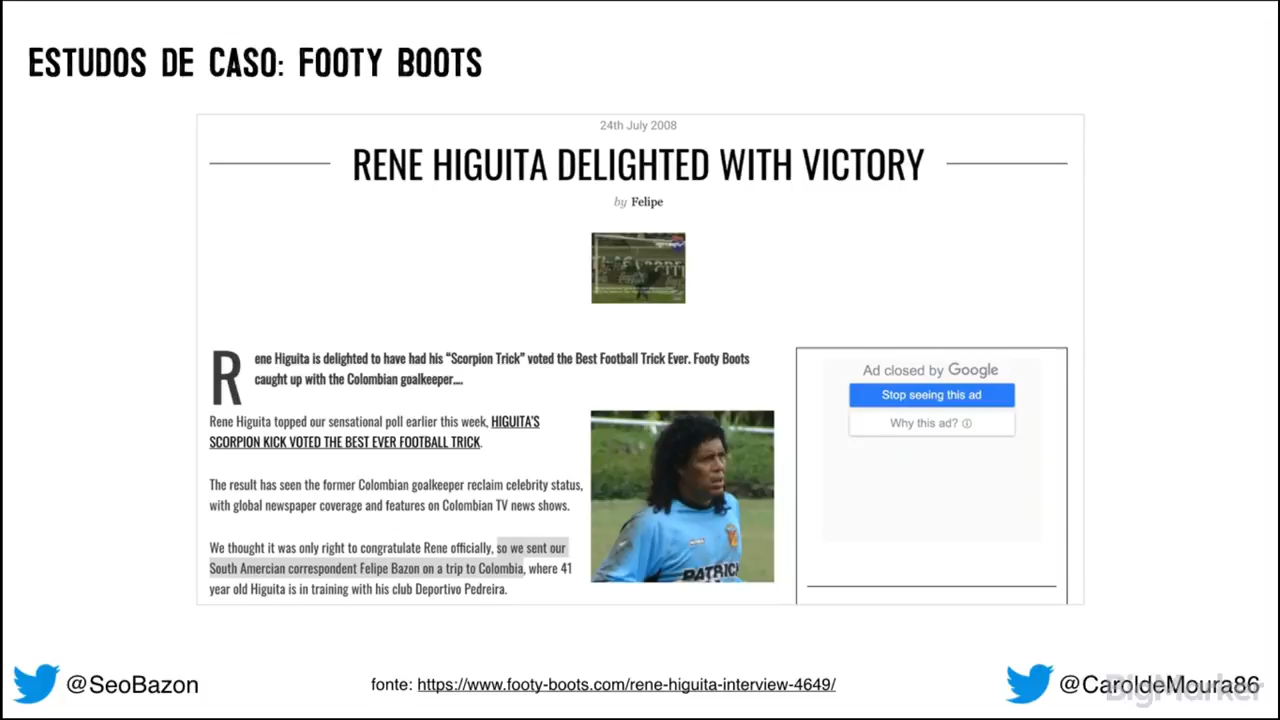 ESTUDOS DE CASO: FOOTY BOOTS
24th July 2008
RENE HIGUITA DELIGHTED WITH VICTORY
by Felipe
Rene Higuita is delighted to have had his “Scorpion Trick” voted the Best Football Trick Ever. Footy Boots
caught up with the Colombian goalkeeper....
Rene Higuita topped our sensational poll earlier this week, HIGUITA'S
SCORPION KICK VOTED THE BEST EVER FOOTBALL TRICK.
The result has seen the former Colombian goalkeeper reclaim celebrity status,
with global newspaper coverage and features on Colombian TV news shows.
We thought it was only right to congratulate Rene officially, so we sent our
South Amercian correspondent Felipe Bazon on a trip to Colombia, where 41
year old Higuita is in training with his club Deportivo Pedreira.
PATRIC
Ad closed by Google
Stop seeing this ad
Why this ad?
@SeoBazon
fonte: https://www.footy-boots.com/rene-higuita-interview-4649/
@CaroldeMoura86
BigMarker